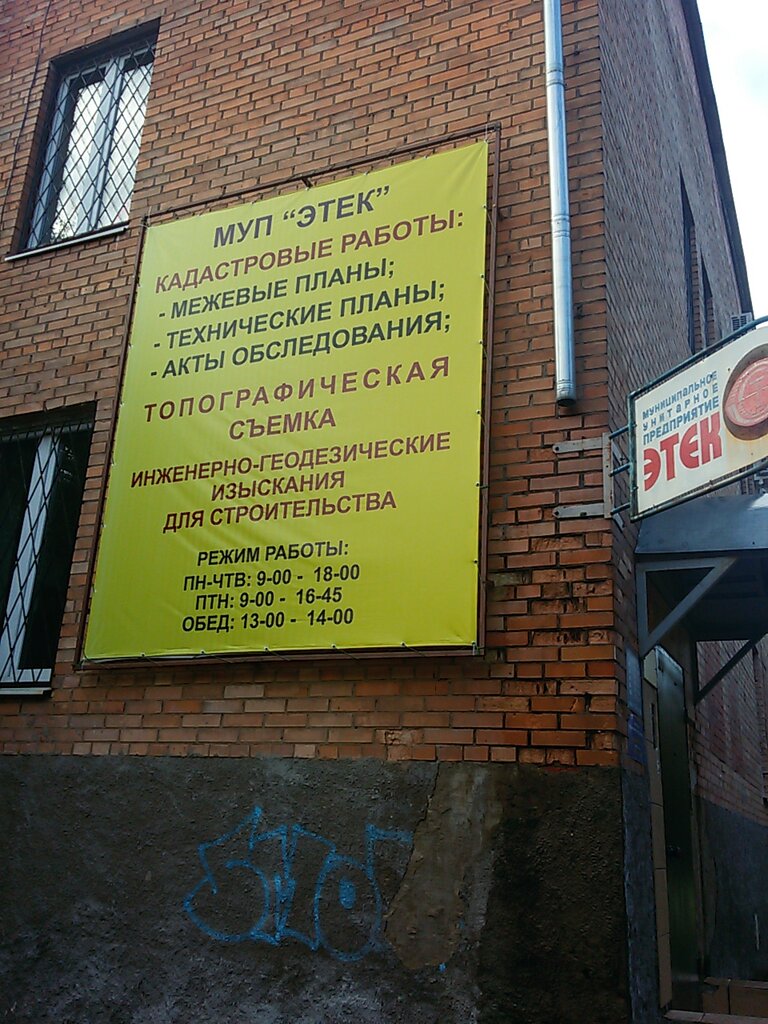 МУП “ЭТЕК”
КАДАСТРОВЫЕ РАБОТЫ:
- МЕЖЕВЫЕ ПЛАНЫ;
- ТЕХНИЧЕСКИЕ ПЛАНЫ;
- АКТЫ ОБСЛЕДОВАНИЯ;
ТОПОГРАФИЧЕСКАЯ
СЪЕМКА
ИНЖЕНЕРНО-ГЕОДЕЗИЧЕСКИЕ
ИЗЫСКАНИЯ
ДЛЯ СТРОИТЕЛЬСТВА
РЕЖИМ РАБОТЫ:
ПН-ЧТВ: 9-00 - 18-00
ПТН: 9-00 - 16-45
ОБЕД: 13-00 - 14-00
МУНИЦИПАЛЬНОЕ
УНИТАРНОЕ
ПРЕДПРИЯТИЕ
ЭТЕК